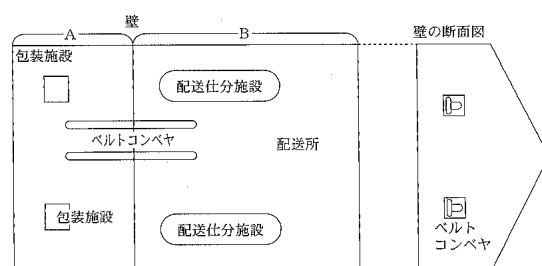 壁
A
B
壁の断面図
包装施設
配送仕分施設
ベルトコンベヤ
配送所
包装施設
配送仕分施設
ベルト
コンベヤ